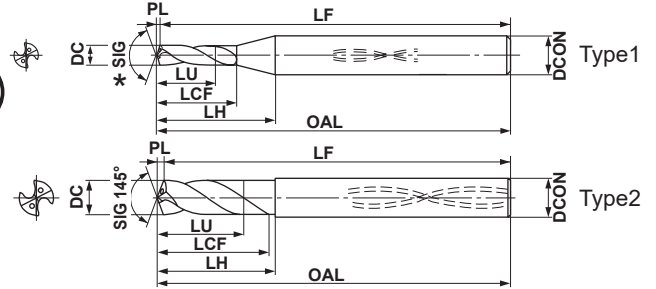 PL
LF
DC
* SIG
LU
LCF
LH
OAL
DCON
Type1
PL
LF
DC
SIG 145°
LU
LCF
LH
OAL
DCON
Type2